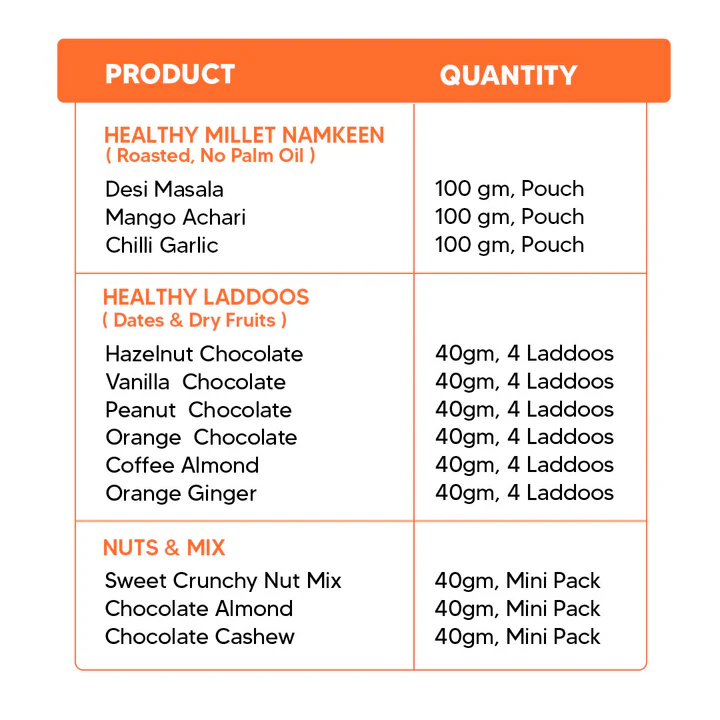 PRODUCT QUANTITY
HEALTHY MILLET NAMKEEN
( Roasted, No Palm Oil )
Desi Masala 100 gm, Pouch
Mango Achari 100 gm, Pouch
Chilli Garlic 100 gm, Pouch
HEALTHY LADDOOS
( Dates & Dry Fruits )
Hazelnut Chocolate 40gm, 4 Laddoos
Vanilla Chocolate 40gm, 4 Laddoos
Peanut Chocolate 40gm, 4 Laddoos
Orange Chocolate 40gm, 4 Laddoos
Coffee Almond 40gm, 4 Laddoos
Orange Ginger 40gm, 4 Laddoos
NUTS & MIX
Sweet Crunchy Nut Mix 40gm, Mini Pack
Chocolate Almond 40gm, Mini Pack
Chocolate Cashew 40gm, Mini Pack